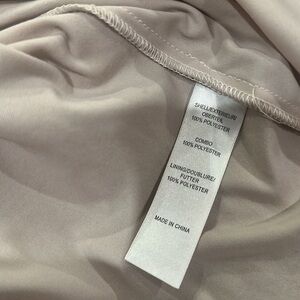 SHELL/EXTERIEUR/
OBERTEIL
100% POLYESTER
COMBO
100% POLYESTER
LINING/DOUBLURE/
FUTTER
100% POLYESTER
MADE IN CHINA